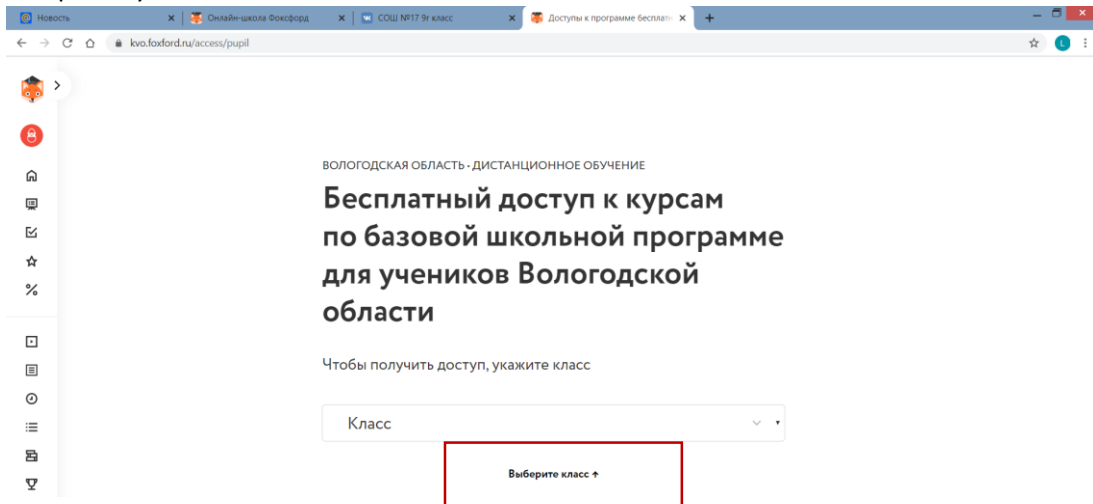 Новость
Онлайн-школа Фоксфорд
СОШ №17 9г класс
Доступы к программе бесплатн
kvo.foxford.ru/access/pupil
L
ВОЛОГОДСКАЯ ОБЛАСТЬ • ДИСТАНЦИОННОЕ ОБУЧЕНИЕ
Бесплатный доступ к курсам
по базовой школьной программе
для учеников Вологодской
области
Чтобы получить доступ, укажите класс
Класс
Выберите класс ↑